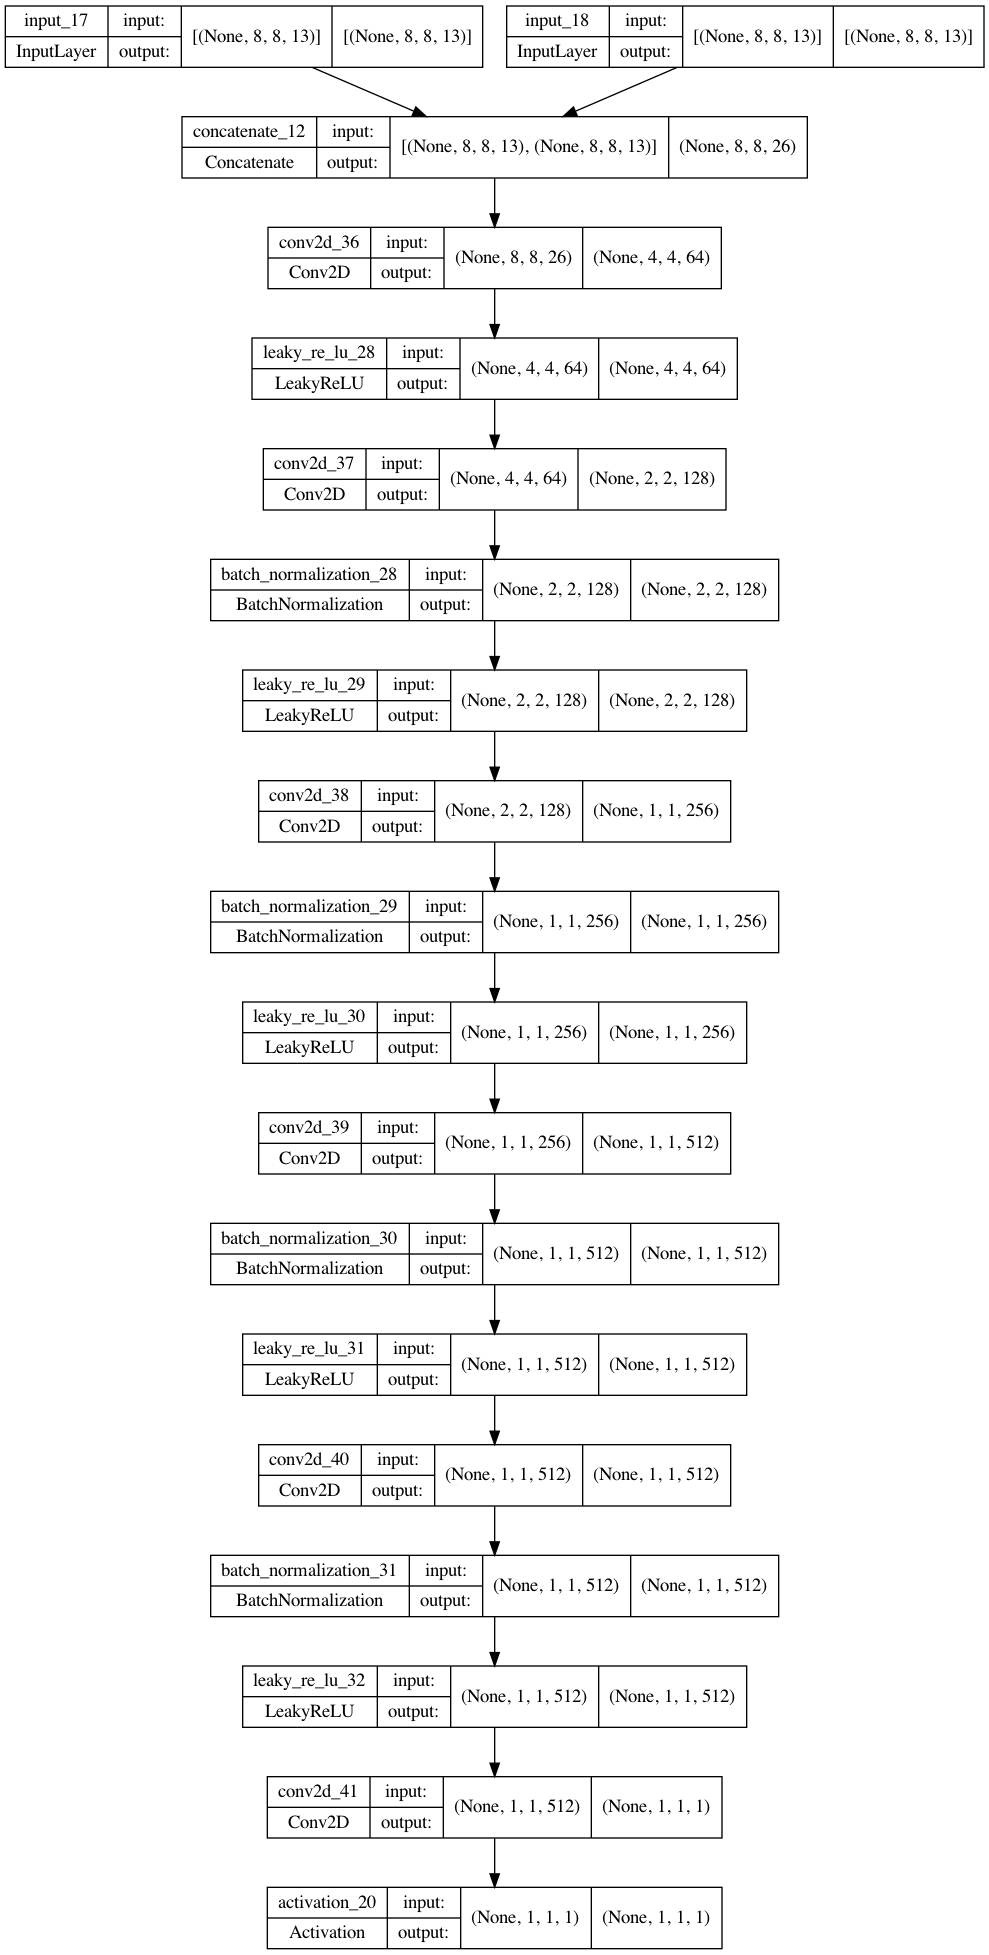 input_17 input: [(None, 8, 8, 13)] [(None, 8, 8, 13)]
InputLayer output:
input_18 input: [(None, 8, 8, 13)] [(None, 8, 8, 13)]
InputLayer output:
concatenate_12 input: [(None, 8, 8, 13), (None, 8, 8, 13)] (None, 8, 8, 26)
Concatenate output:
conv2d_36 input: (None, 8, 8, 26) (None, 4, 4, 64)
Conv2D output:
leaky_re_lu_28 input: (None, 4, 4, 64) (None, 4, 4, 64)
LeakyReLU output:
conv2d_37 input: (None, 4, 4, 64) (None, 2, 2, 128)
Conv2D output:
batch_normalization_28 input: (None, 2, 2, 128) (None, 2, 2, 128)
BatchNormalization output:
leaky_re_lu_29 input: (None, 2, 2, 128) (None, 2, 2, 128)
LeakyReLU output:
conv2d_38 input: (None, 2, 2, 128) (None, 1, 1, 256)
Conv2D output:
batch_normalization_29 input: (None, 1, 1, 256) (None, 1, 1, 256)
BatchNormalization output:
leaky_re_lu_30 input: (None, 1, 1, 256) (None, 1, 1, 256)
LeakyReLU output:
conv2d_39 input: (None, 1, 1, 256) (None, 1, 1, 512)
Conv2D output:
batch_normalization_30 input: (None, 1, 1, 512) (None, 1, 1, 512)
BatchNormalization output:
leaky_re_lu_31 input: (None, 1, 1, 512) (None, 1, 1, 512)
LeakyReLU output:
conv2d_40 input: (None, 1, 1, 512) (None, 1, 1, 512)
Conv2D output:
batch_normalization_31 input: (None, 1, 1, 512) (None, 1, 1, 512)
BatchNormalization output:
leaky_re_lu_32 input: (None, 1, 1, 512) (None, 1, 1, 512)
LeakyReLU output:
conv2d_41 input: (None, 1, 1, 512) (None, 1, 1, 1)
Conv2D output:
activation_20 input: (None, 1, 1, 1) (None, 1, 1, 1)
Activation output: